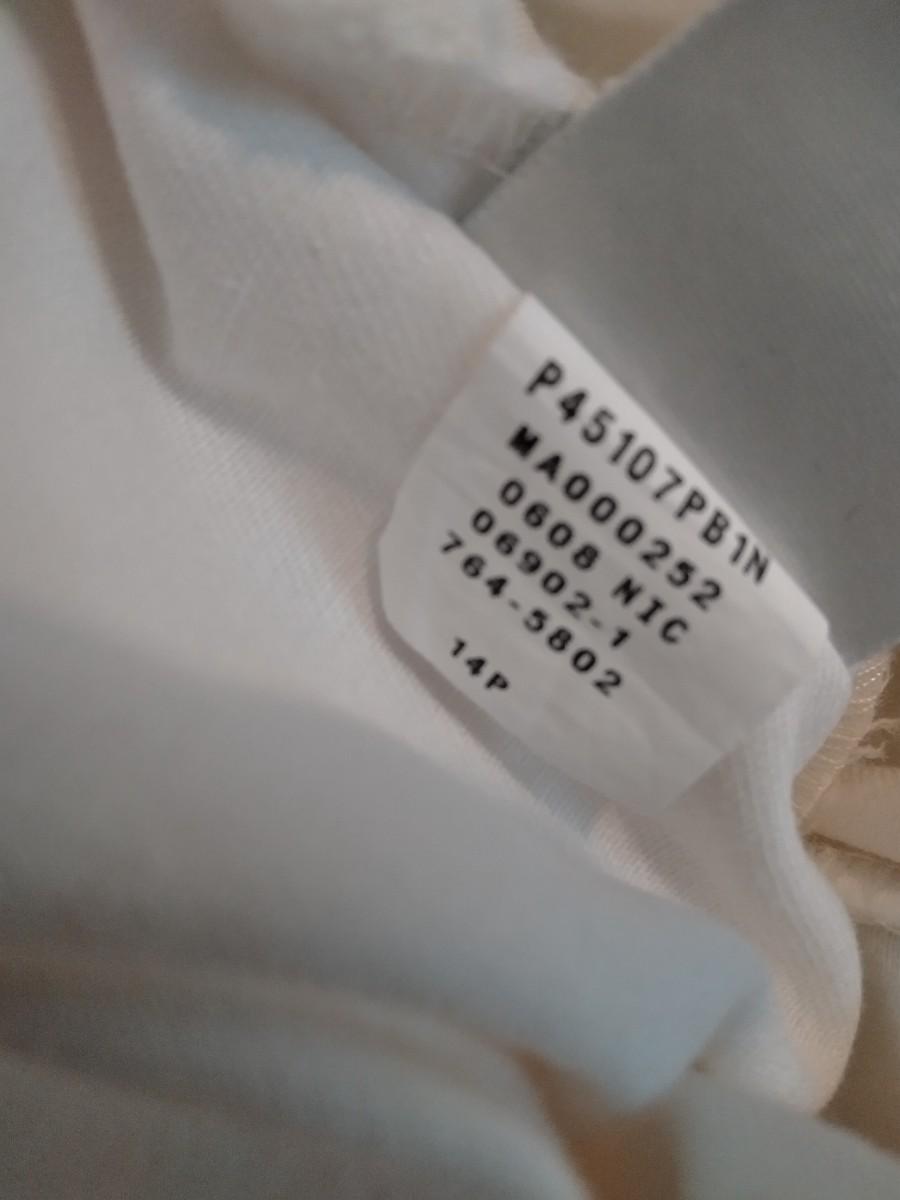 P45107PB1N
MA000252
0608 NIC
06902-1
764-5802
14P